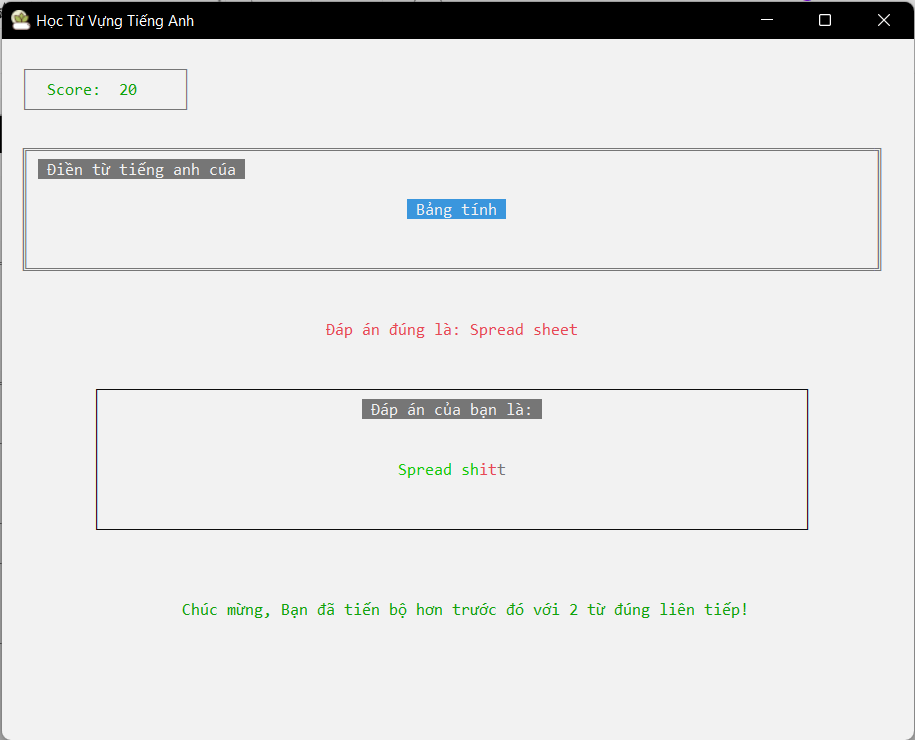 Học Từ Vựng Tiếng Anh
Score: 20
Điền từ tiếng anh của
Bảng tính
Đáp án đúng là: Spread sheet
Đáp án của bạn là:
Spread shitt
Chúc mừng, Bạn đã tiến bộ hơn trước đó với 2 từ đúng liên tiếp!